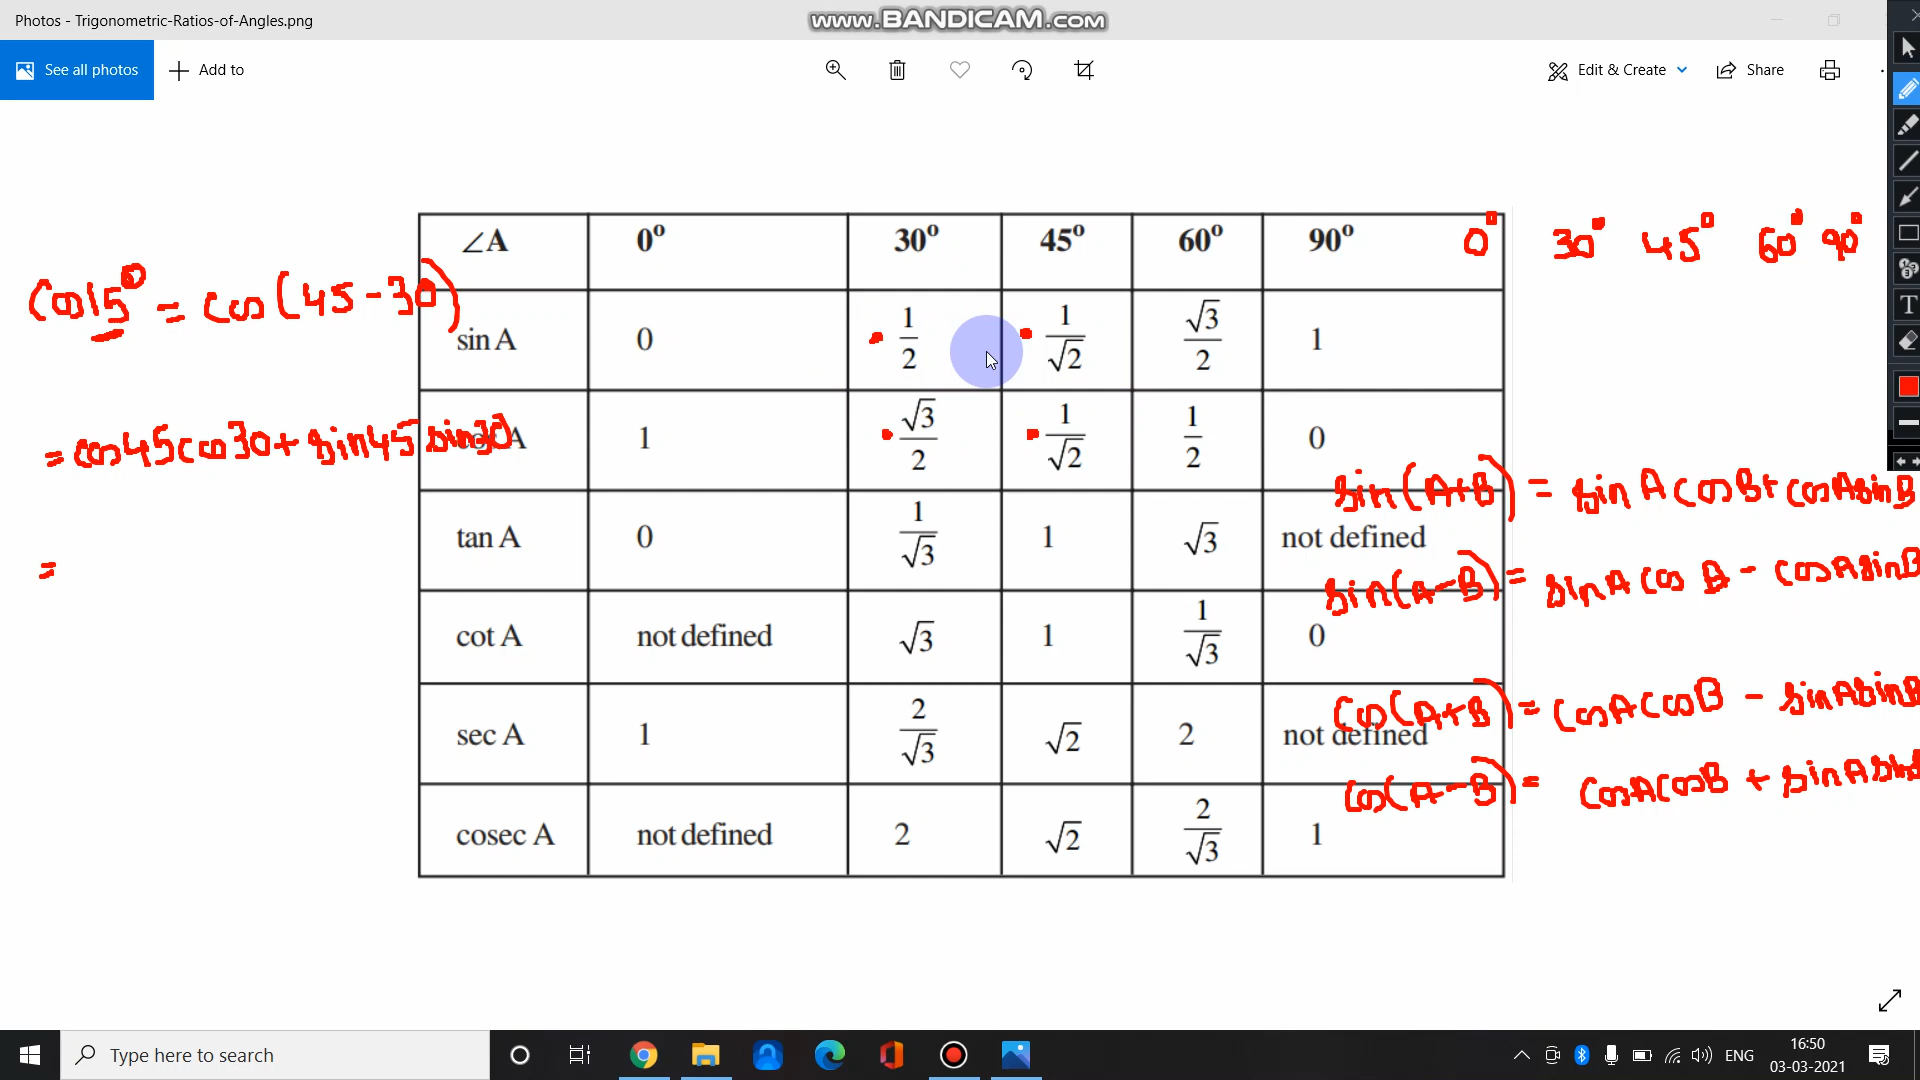 Photos - Trigonometric-Ratios-of-Angles.png
www.BANDICAM.com
See all photos
Add to
Edit & Create
Share
∠A 0° 30° 45° 60° 90°
0° 30° 45° 60° 90°
cos15° = cos(45-30)
sin A 0 1/2 1/√2 √3/2 1
A 1 √3/2 1/√2 1/2 0
= cos45cos30+sin45sin30
sin(A+B) = sinAcosB+cosAsinB
tan A 0 1/√3 1 √3 not defined
=
sin(A-B) = sinAcosB - cosAsinB
cot A not defined √3 1 1/√3 0
cos(A+B) = cosAcosB - sinAsinB
sec A 1 2/√3 √2 2 not defined
cos(A-B) = cosAcosB + sinAsinB
cosec A not defined 2 √2 2/√3 1
T
Type here to search
ENG
16:50
03-03-2021